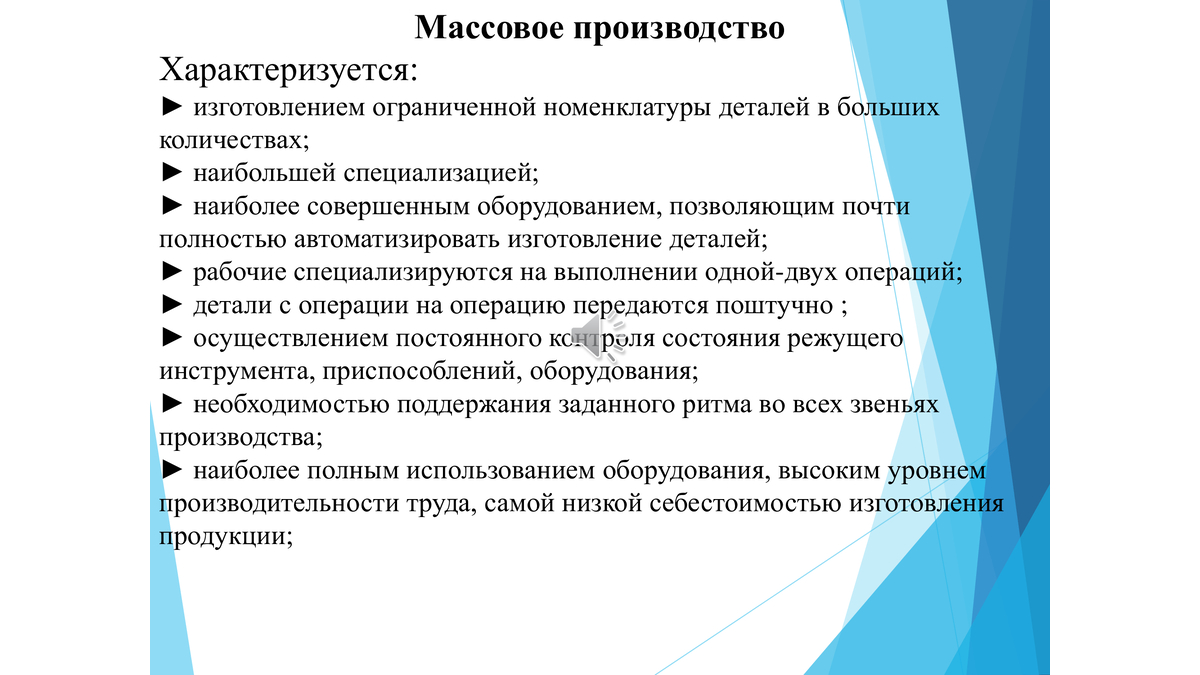 Массовое производство
Характеризуется:
► изготовлением ограниченной номенклатуры деталей в больших
количествах;
► наибольшей специализацией;
► наиболее совершенным оборудованием, позволяющим почти
полностью автоматизировать изготовление деталей;
► рабочие специализируются на выполнении одной-двух операций;
► детали с операции на операцию передаются поштучно ;
► осуществлением постоянного контроля состояния режущего
инструмента, приспособлений, оборудования;
► необходимостью поддержания заданного ритма во всех звеньях
производства;
► наиболее полным использованием оборудования, высоким уровнем
производительности труда, самой низкой себестоимостью изготовления
продукции;